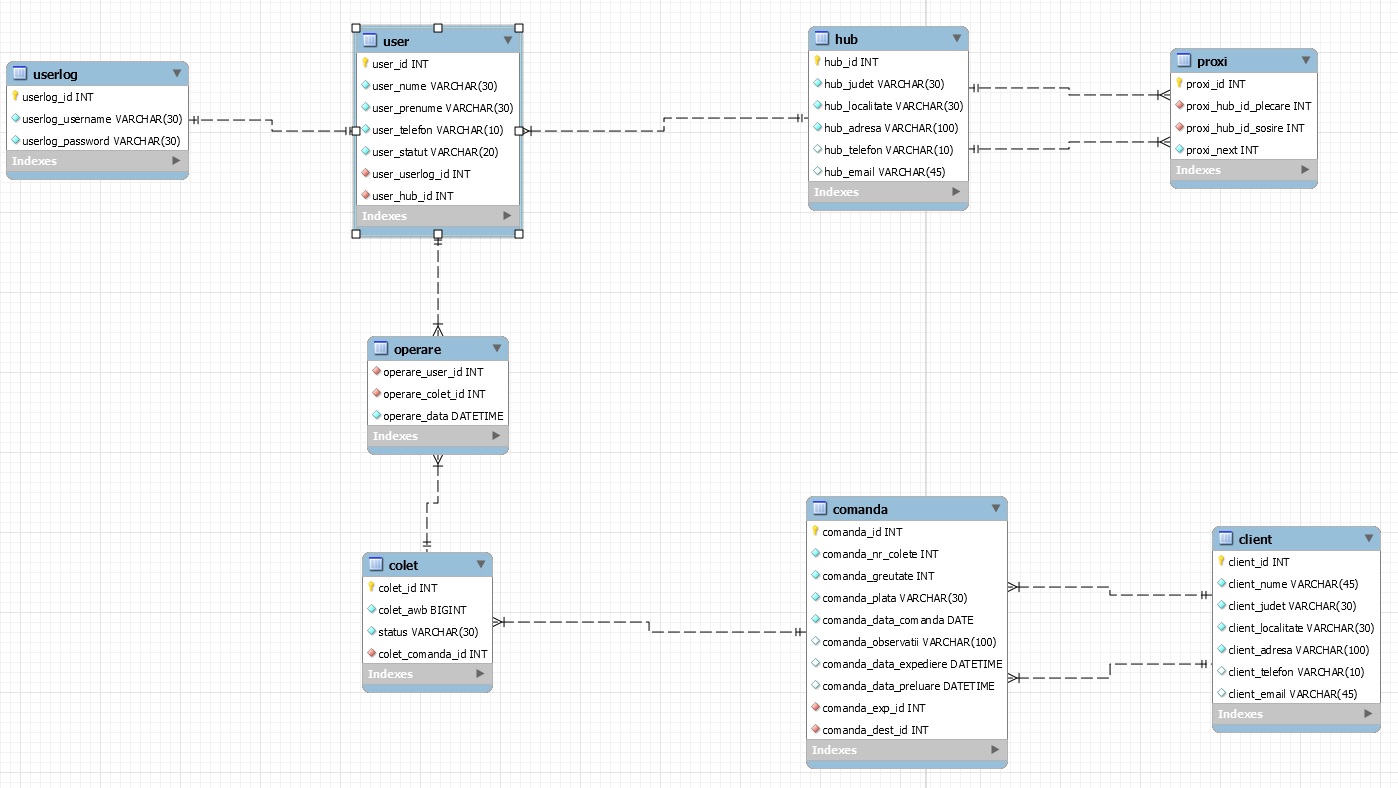 userlog
userlog_id INT
userlog_username VARCHAR(30)
userlog_password VARCHAR(30)
Indexes
user
user_id INT
user_nume VARCHAR(30)
user_prenume VARCHAR(30)
user_telefon VARCHAR(10)
user_statut VARCHAR(20)
user_userlog_id INT
user_hub_id INT
Indexes
hub
hub_id INT
hub_judet VARCHAR(30)
hub_localitate VARCHAR(30)
hub_adresa VARCHAR(100)
hub_telefon VARCHAR(10)
hub_email VARCHAR(45)
Indexes
proxi
proxi_id INT
proxi_hub_id_plecare INT
proxi_hub_id_sosire INT
proxi_next INT
Indexes
operare
operare_user_id INT
operare_colet_id INT
operare_data DATETIME
Indexes
colet
colet_id INT
colet_awb BIGINT
status VARCHAR(30)
colet_comanda_id INT
Indexes
comanda
comanda_id INT
comanda_nr_colete INT
comanda_greutate INT
comanda_plata VARCHAR(30)
comanda_data_comanda DATE
comanda_observatii VARCHAR(100)
comanda_data_expediere DATETIME
comanda_data_preluare DATETIME
comanda_exp_id INT
comanda_dest_id INT
Indexes
client
client_id INT
client_nume VARCHAR(45)
client_judet VARCHAR(30)
client_localitate VARCHAR(30)
client_adresa VARCHAR(100)
client_telefon VARCHAR(10)
client_email VARCHAR(45)
Indexes